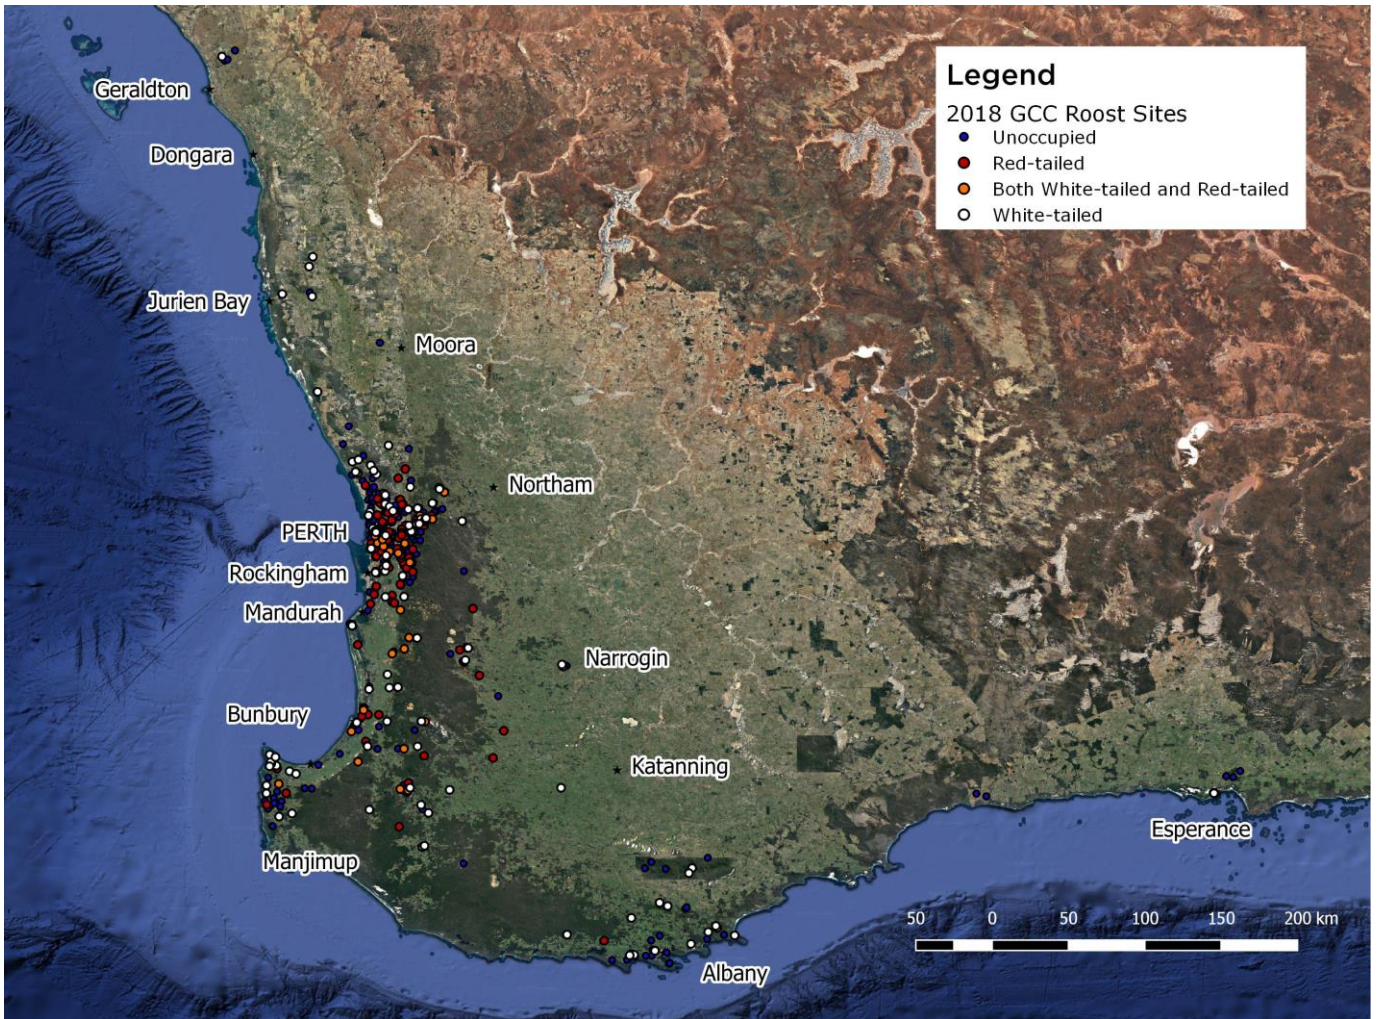 Legend
2018 GCC Roost Sites
Unoccupied
Red-tailed
Both White-tailed and Red-tailed
White-tailed
Geraldton
Dongara
Jurien Bay
Moora
Northam
PERTH
Rockingham
Mandurah
Narrogin
Bunbury
Katanning
Esperance
Manjimup
50 0 50 100 150 200 km
Albany